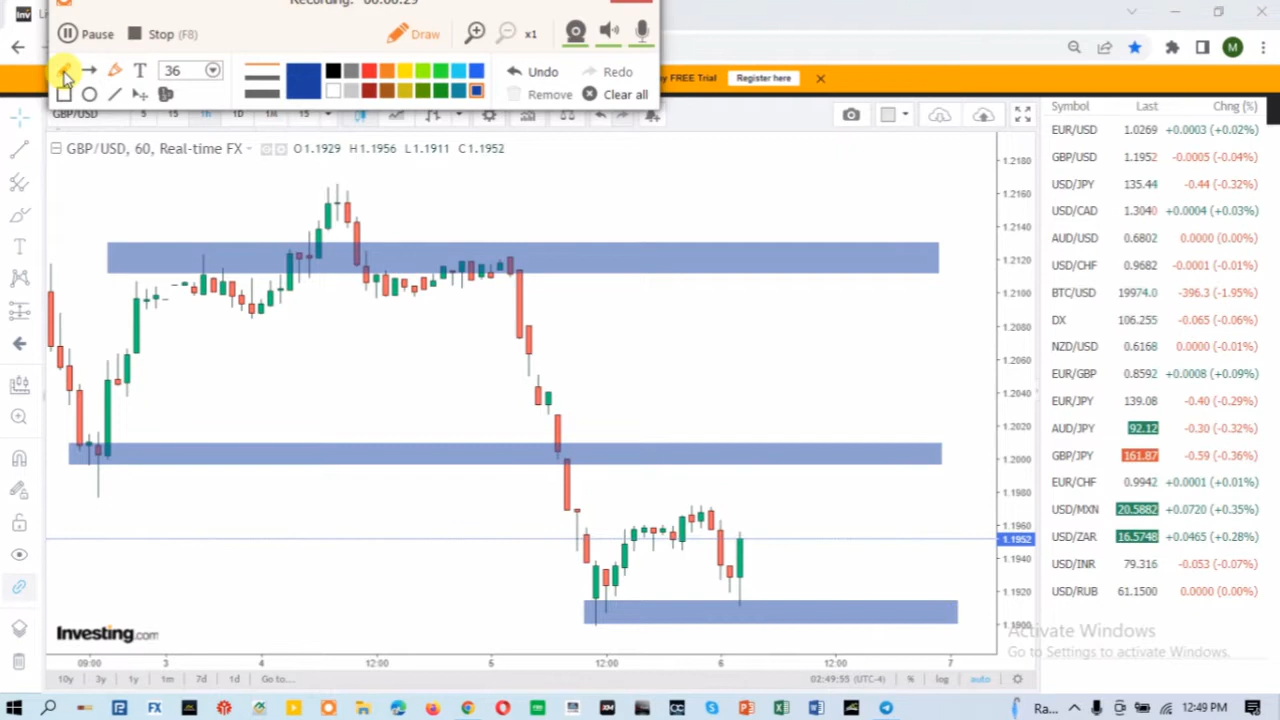 Recording: 00:00:29
Pause
Stop (F8)
Draw
x1
T
36
Undo
Redo
Remove
Clear all
Inv
M
y FREE Trial
Register here
GBP/USD
5
15
1h
1D
1M
15
GBP/USD, 60, Real-time FX
O1.1929 H1.1956 L1.1911 C1.1952
1.2180
1.2160
1.2140
1.2120
1.2100
1.2080
1.2060
1.2040
1.2020
1.2000
1.1980
1.1960
1.1952
1.1940
1.1920
1.1900
Investing.com
09:00
3
4
12:00
5
12:00
6
12:00
7
10y
3y
1y
1m
7d
1d
Go to...
02:49:55 (UTC-4)
%
log
auto
Symbol Last Chng (%)
EUR/USD 1.0269 +0.0003 (+0.02%)
GBP/USD 1.1952 -0.0005 (-0.04%)
USD/JPY 135.44 -0.44 (-0.32%)
USD/CAD 1.3040 +0.0004 (+0.03%)
AUD/USD 0.6802 0.0000 (0.00%)
USD/CHF 0.9682 -0.0001 (-0.01%)
BTC/USD 19974.0 -396.3 (-1.95%)
DX 106.255 -0.065 (-0.06%)
NZD/USD 0.6168 0.0000 (-0.01%)
EUR/GBP 0.8592 +0.0008 (+0.09%)
EUR/JPY 139.08 -0.40 (-0.29%)
AUD/JPY 92.12 -0.30 (-0.32%)
GBP/JPY 161.87 -0.59 (-0.36%)
EUR/CHF 0.9942 +0.0001 (+0.01%)
USD/MXN 20.5882 +0.0720 (+0.35%)
USD/ZAR 16.5748 +0.0465 (+0.28%)
USD/INR 79.316 -0.053 (-0.07%)
USD/RUB 61.1500 0.0000 (0.00%)
Activate Windows
Go to Settings to activate Windows.
Ra...
12:49 PM